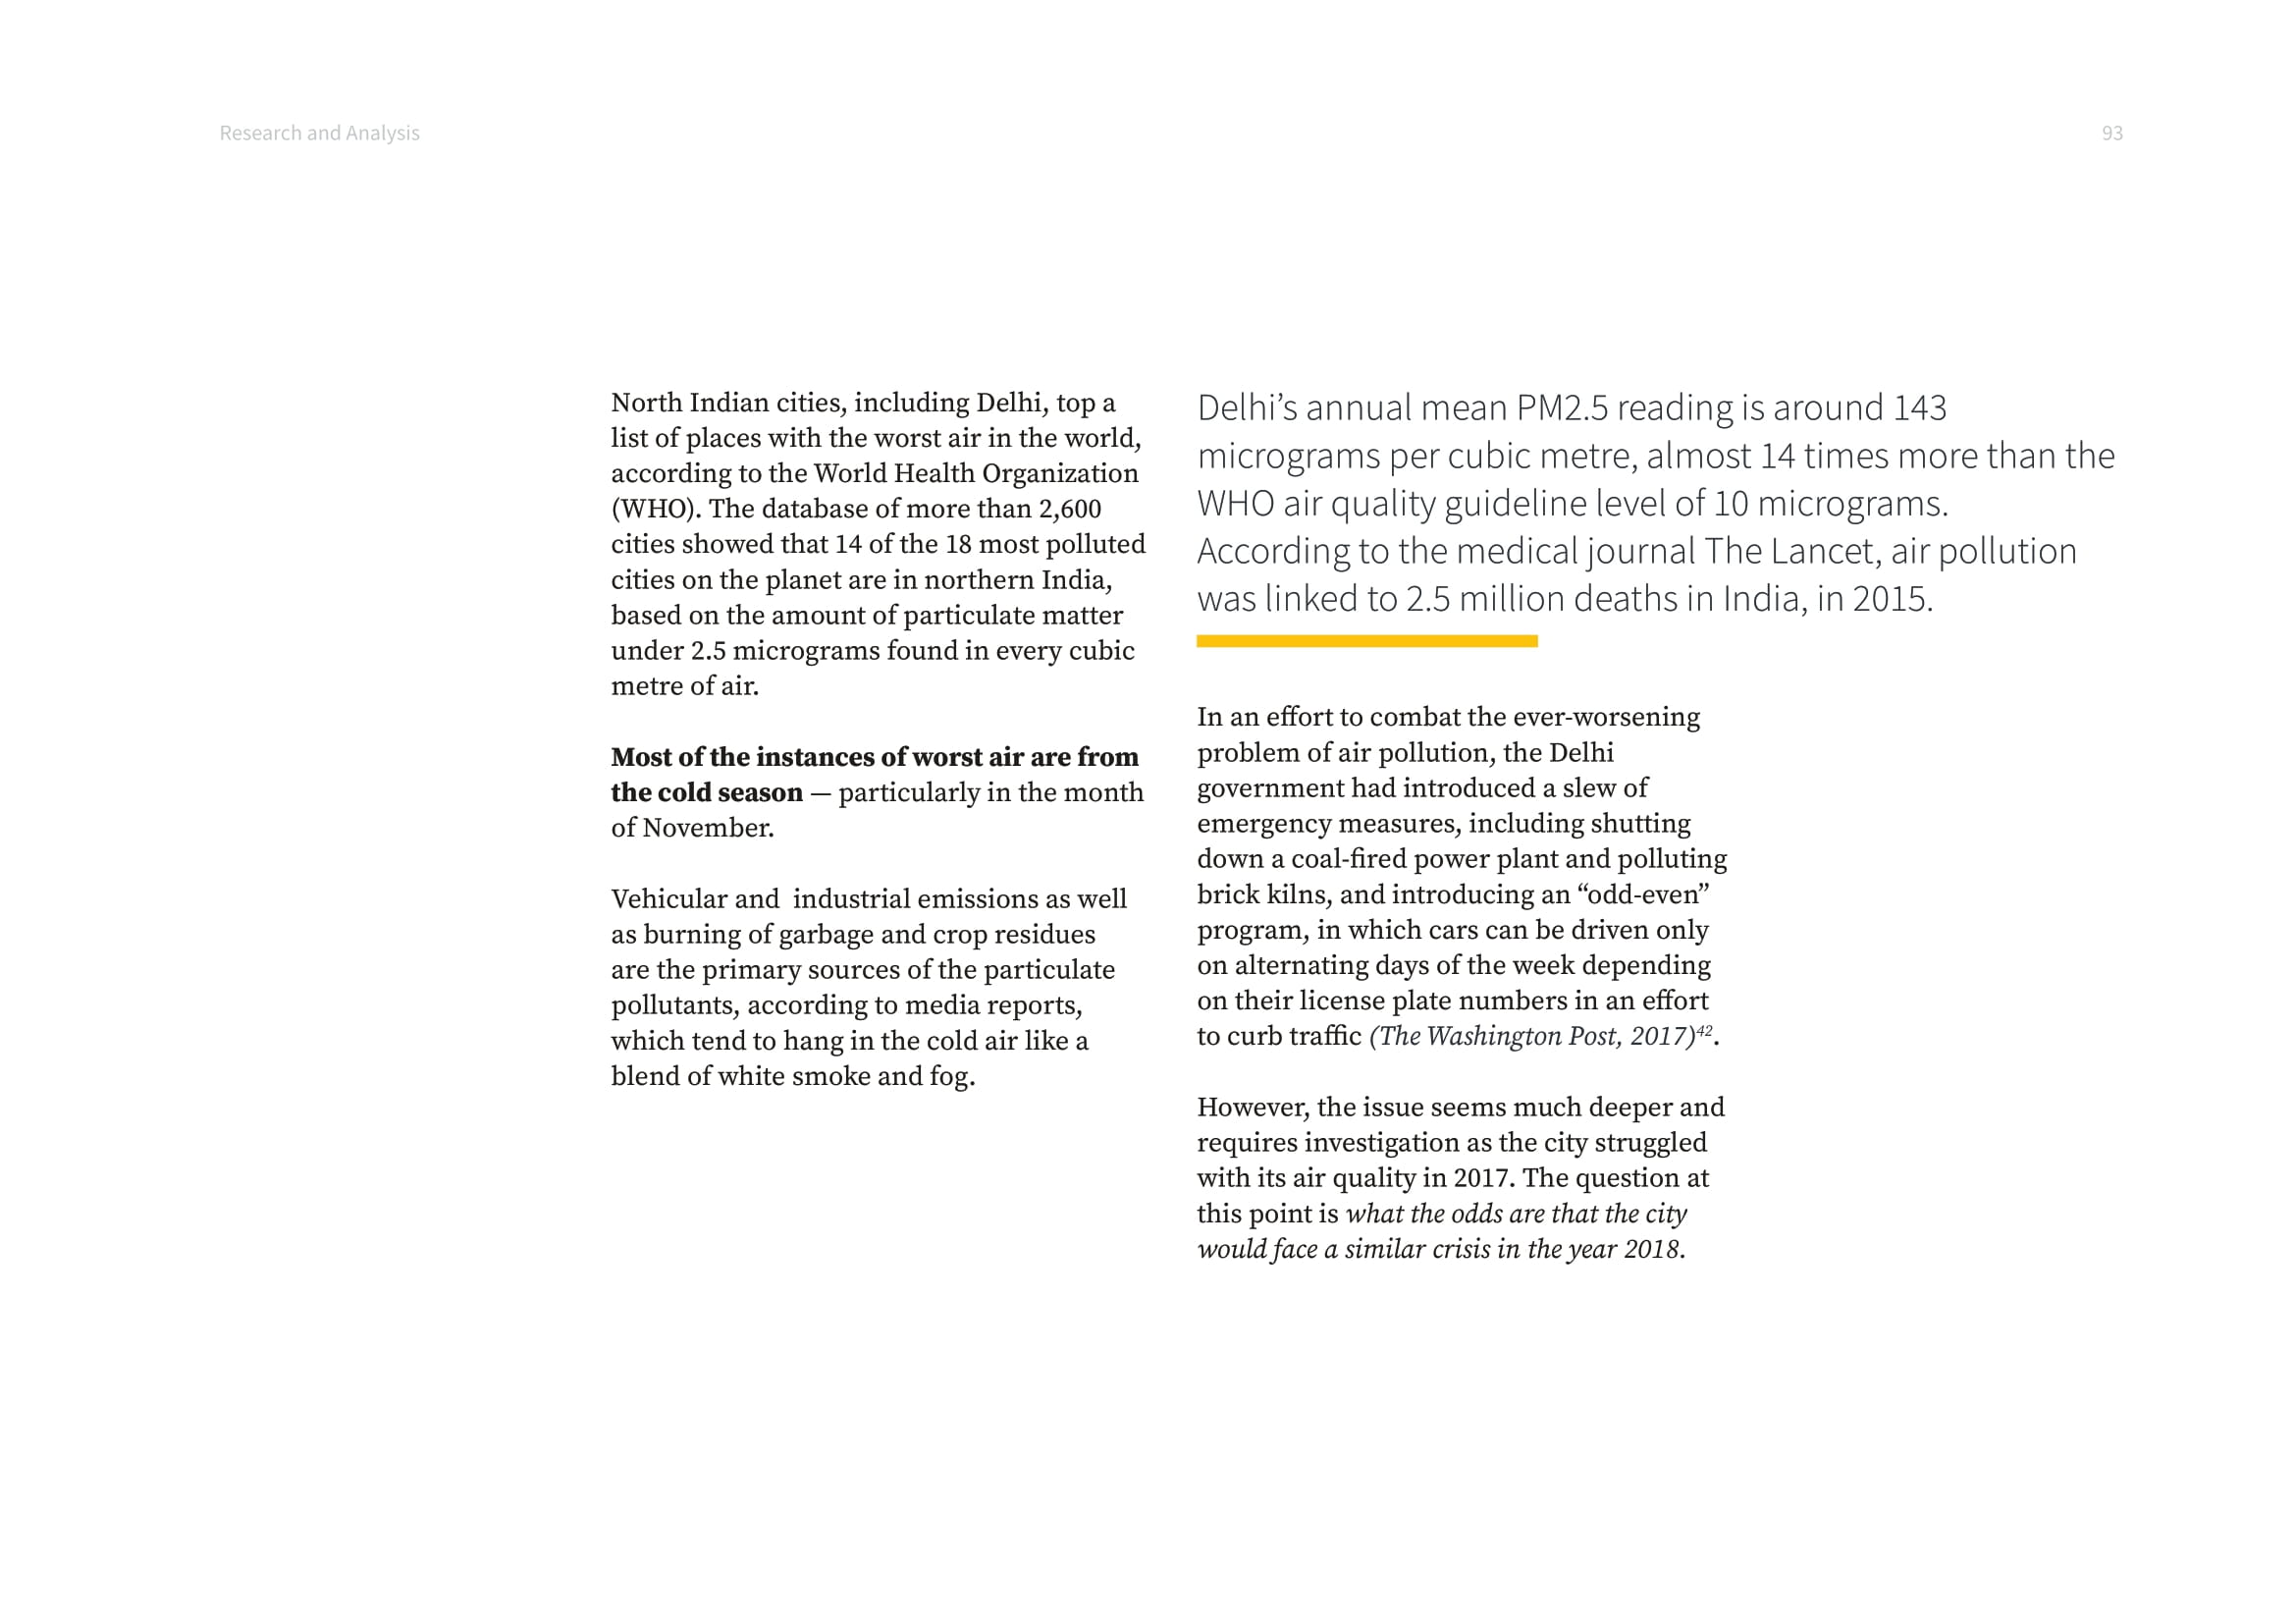 Research and Analysis
93
North Indian cities, including Delhi, top a
list of places with the worst air in the world,
according to the World Health Organization
(WHO). The database of more than 2,600
cities showed that 14 of the 18 most polluted
cities on the planet are in northern India,
based on the amount of particulate matter
under 2.5 micrograms found in every cubic
metre of air.
Most of the instances of worst air are from
the cold season — particularly in the month
of November.
Vehicular and  industrial emissions as well
as burning of garbage and crop residues
are the primary sources of the particulate
pollutants, according to media reports,
which tend to hang in the cold air like a
blend of white smoke and fog.
Delhi’s annual mean PM2.5 reading is around 143
micrograms per cubic metre, almost 14 times more than the
WHO air quality guideline level of 10 micrograms.
According to the medical journal The Lancet, air pollution
was linked to 2.5 million deaths in India, in 2015.
In an effort to combat the ever-worsening
problem of air pollution, the Delhi
government had introduced a slew of
emergency measures, including shutting
down a coal-fired power plant and polluting
brick kilns, and introducing an “odd-even”
program, in which cars can be driven only
on alternating days of the week depending
on their license plate numbers in an effort
to curb traffic (The Washington Post, 2017)⁴².
However, the issue seems much deeper and
requires investigation as the city struggled
with its air quality in 2017. The question at
this point is what the odds are that the city
would face a similar crisis in the year 2018.